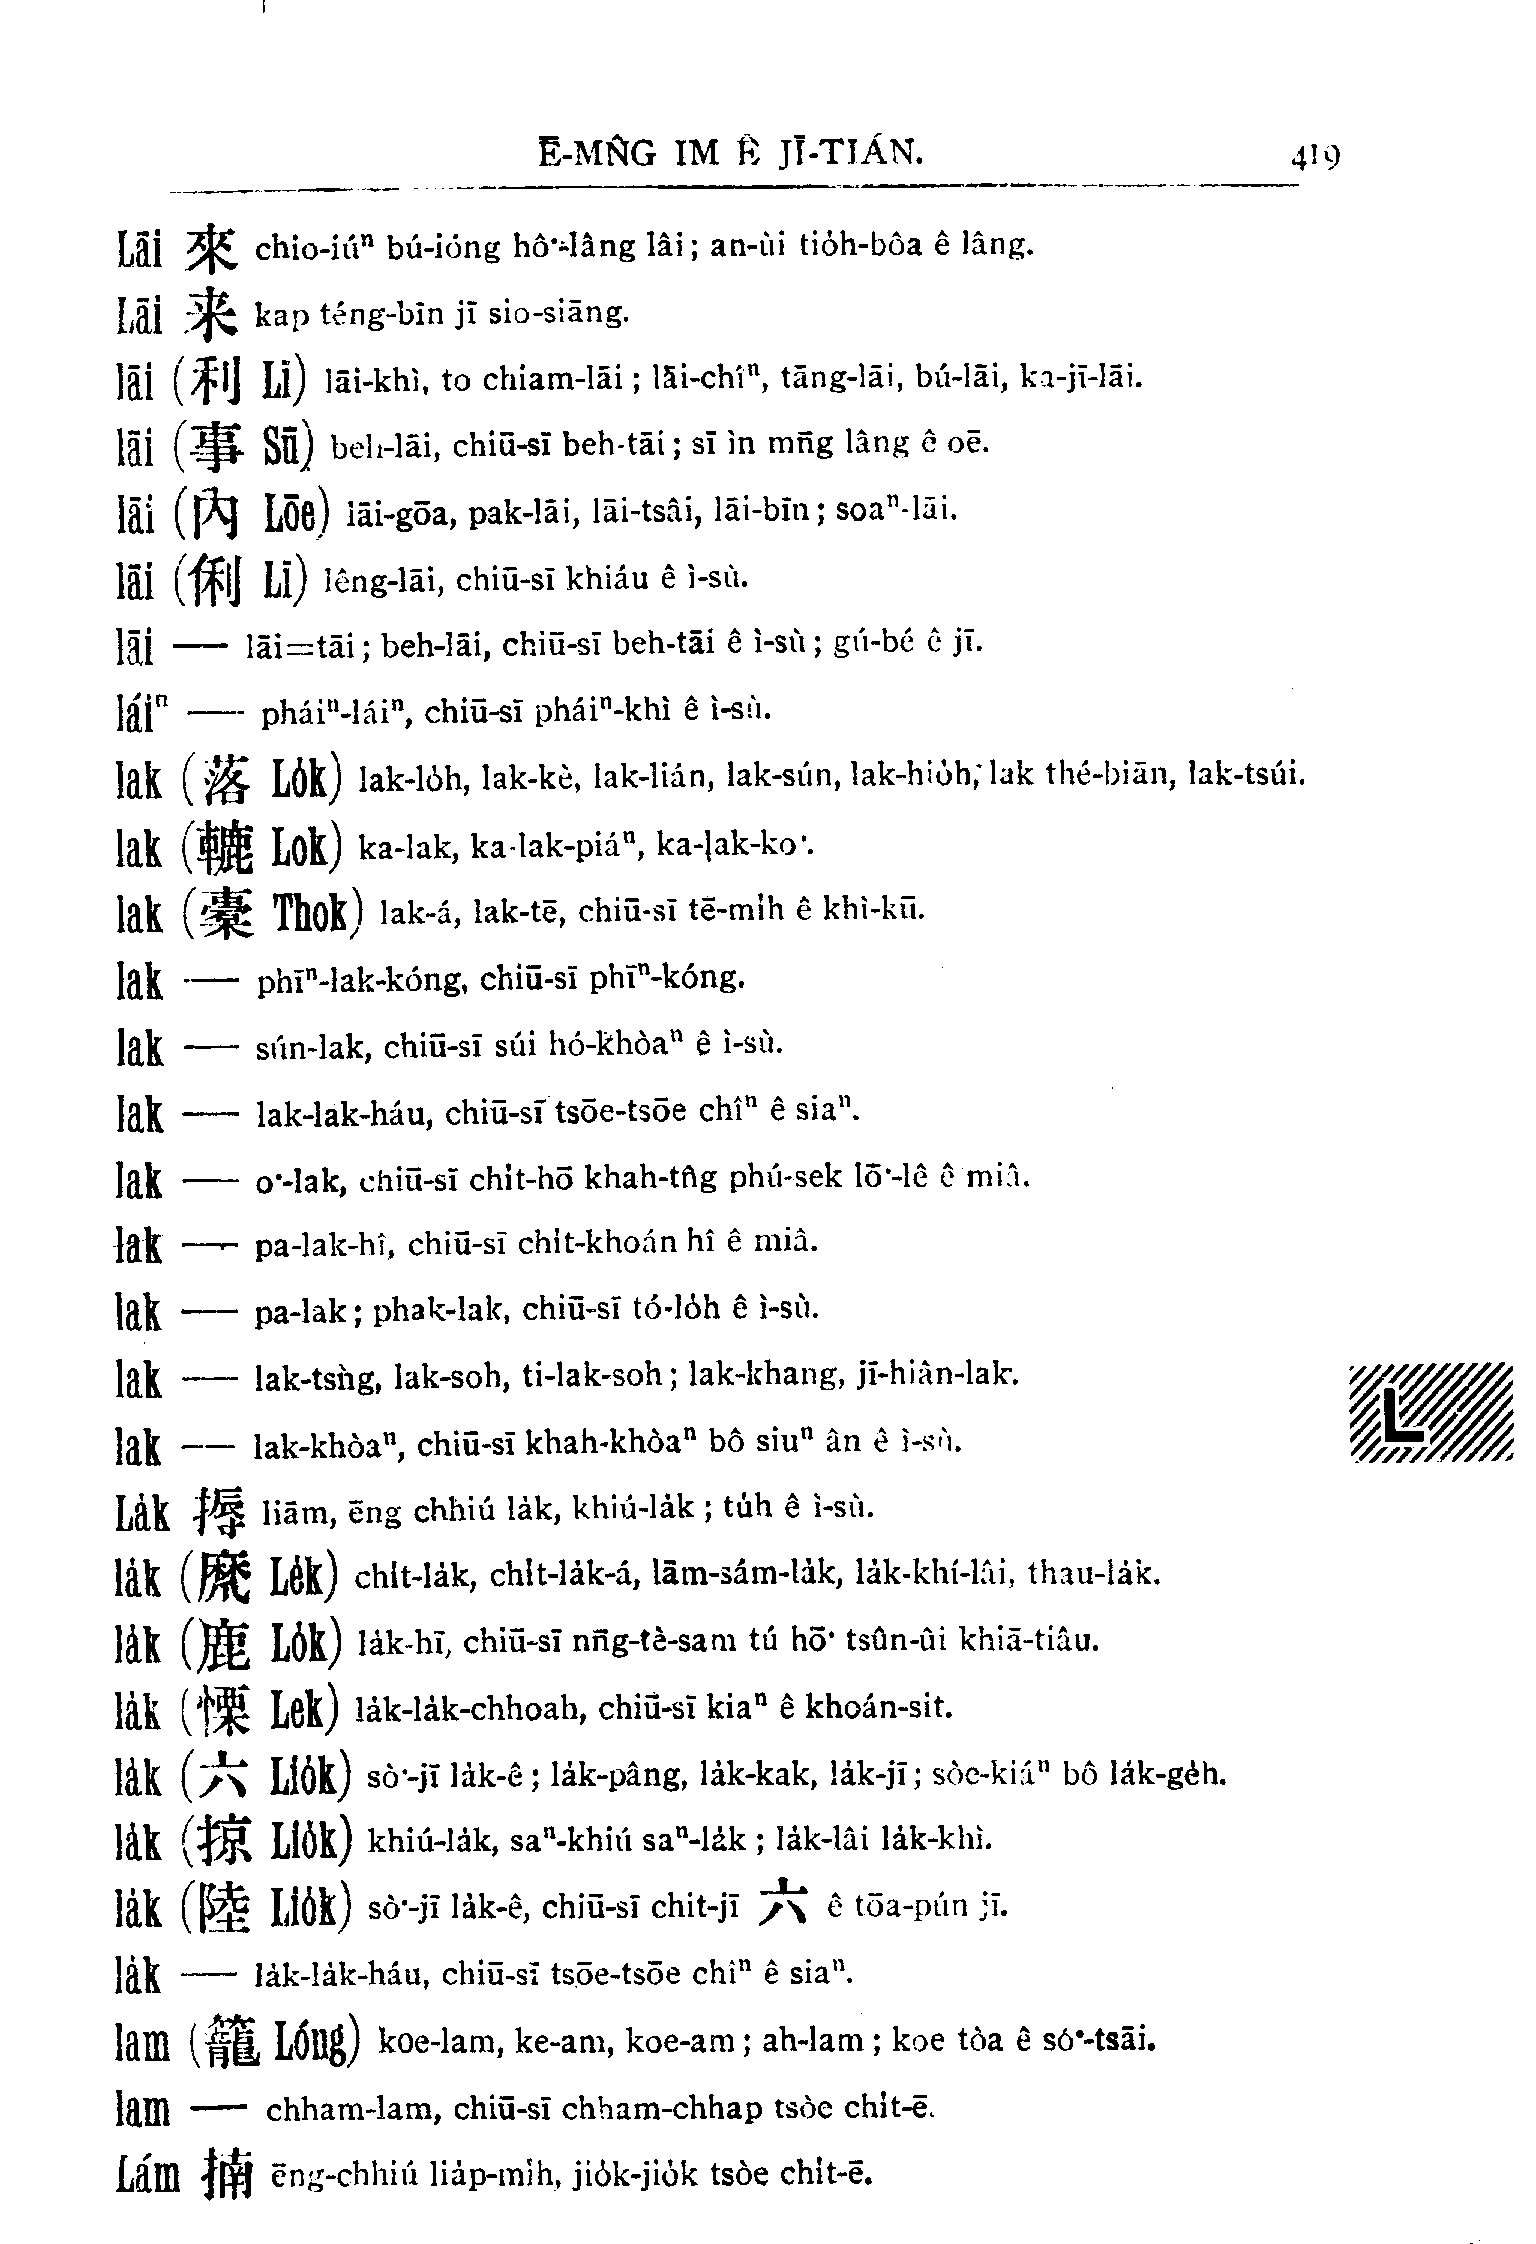 Ē-MN̂G IM Ê JĪ-TIÁN. 419
Lāi 來 chio-iúⁿ bú-ióng hô͘-lâng lâi; an-ùi tio̍h-bôa ê lâng.
Lāi 来 kap téng-bīn jī sio-siāng.
lāi (利 Lī) lāi-khì, to chiam-lāi; lāi-chîⁿ, tāng-lāi, bú-lāi, ka-jī-lāi.
lāi (事 Sū) beh-lāi, chiū-sī beh-tāi; sī ìn mn̄g lâng ê oē.
lāi (內 Lōe) lāi-gōa, pak-lāi, lāi-tsâi, lāi-bīn; soaⁿ-lāi.
lāi (俐 Lī) lêng-lāi, chiū-sī khiáu ê ì-sù.
lāi — lāi=tāi; beh-lāi, chiū-sī beh-tāi ê ì-sù; gú-bé ê jī.
láiⁿ — pháiⁿ-láiⁿ, chiū-sī pháiⁿ-khì ê ì-sù.
lak (落 Lo̍k) lak-lo̍h, lak-kè, lak-lián, lak-sún, lak-hio̍h, lak thé-biān, lak-tsúi.
lak (轆 Lok) ka-lak, ka-lak-piáⁿ, ka-lak-ko͘.
lak (橐 Thok) lak-á, lak-tē, chiū-sī tē-mi̍h ê khì-kū.
lak — phīⁿ-lak-kóng, chiū-sī phīⁿ-kóng.
lak — sún-lak, chiū-sī súi hó-khòaⁿ ê ì-sù.
lak — lak-lak-háu, chiū-sī tsōe-tsōe chîⁿ ê siaⁿ.
lak — o͘-lak, chiū-sī chi̍t-hō khah-tn̂g phú-sek lō͘-lê ê miâ.
lak — pa-lak-hî, chiū-sī chi̍t-khoán hî ê miâ.
lak — pa-lak; phak-lak, chiū-sī tó-lo̍h ê ì-sù.
lak — lak-tsǹg, lak-soh, ti-lak-soh; lak-khang, jī-hiân-lak.
L
lak — lak-khòaⁿ, chiū-sī khah-khòaⁿ bô siuⁿ ân ê ì-sù.
La̍k 搙 liām, ēng chhiú la̍k, khiú-la̍k; tu̍h ê ì-sù.
la̍k (Le̍k) chi̍t-la̍k, chi̍t-la̍k-á, lām-sám-la̍k, la̍k-khí-lâi, thau-la̍k.
la̍k (鹿 Lo̍k) la̍k-hī, chiū-sī nn̄g-tè-sam tú hō͘ tsûn-ûi khiā-tiâu.
la̍k (慄 Lek) la̍k-la̍k-chhoah, chiū-sī kiaⁿ ê khoán-sit.
la̍k (六 Lio̍k) sò͘-jī la̍k-ê; la̍k-pâng, la̍k-kak, la̍k-jī; sòe-kiáⁿ bô la̍k-ge̍h.
la̍k (掠 Lio̍k) khiú-la̍k, saⁿ-khiú saⁿ-la̍k; la̍k-lâi la̍k-khì.
la̍k (陸 Lio̍k) sò͘-jī la̍k-ê, chiū-sī chit-jī 六 ê tōa-pún jī.
la̍k — la̍k-la̍k-háu, chiū-sī tsōe-tsōe chîⁿ ê siaⁿ.
lam (籠 Lóng) koe-lam, ke-am, koe-am; ah-lam; koe tòa ê só͘-tsāi.
lam — chham-lam, chiū-sī chham-chhap tsòe chi̍t-ē.
Lám 揇 ēng-chhiú lia̍p-mi̍h, jio̍k-jio̍k tsòe chi̍t-ē.